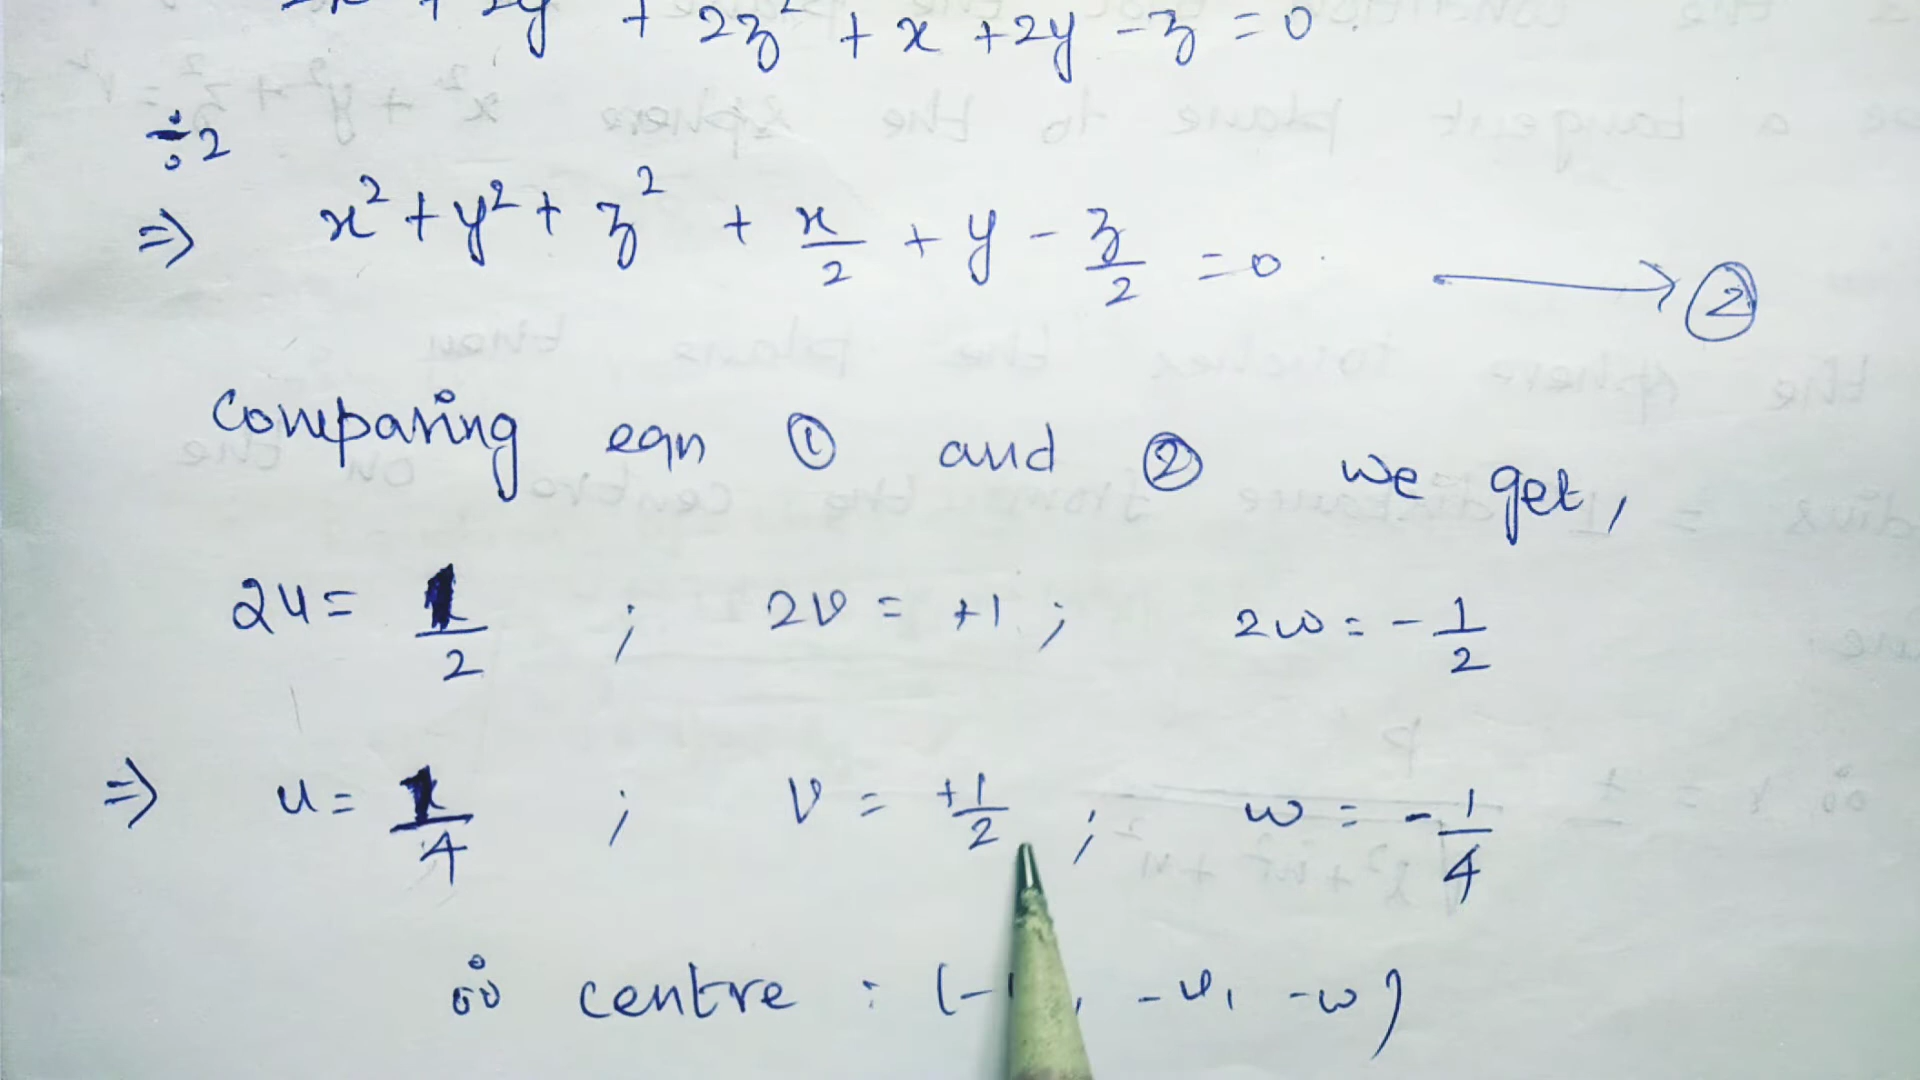 + 2y + 2z² + x + 2y - z = 0
÷2
⇒ x² + y² + z² + x/2 + y - z/2 = 0 ⟶ ②
Comparing eqn ① and ② we get,
2u = 1/2 ; 2v = +1 ; 2w = -1/2
⇒ u = 1/4 ; v = +1/2 ; w = -1/4
∴ centre : (- , -v, -w)